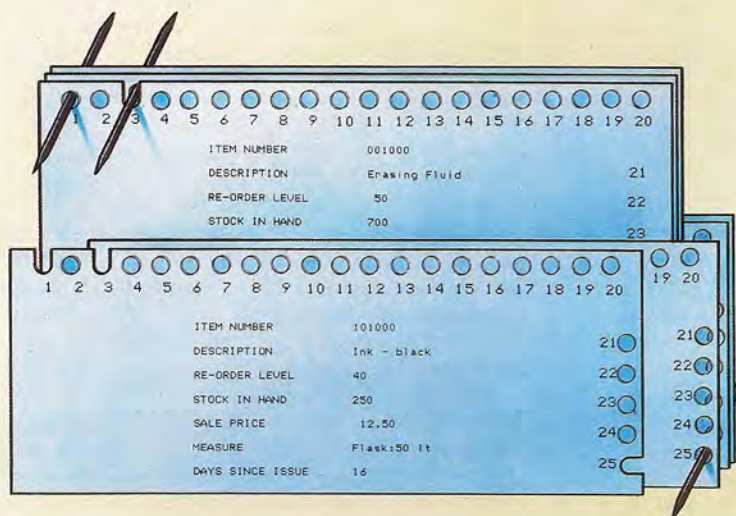 1 2 3 4 5 6 7 8 9 10 11 12 13 14 15 16 17 18 19 20
ITEM NUMBER 001000
DESCRIPTION Erasing Fluid 21
RE-ORDER LEVEL 50 22
STOCK IN HAND 700
23
1 2 3 4 5 6 7 8 9 10 11 12 13 14 15 16 17 18 19 20
19 20
ITEM NUMBER 101000
DESCRIPTION Ink - black 21
RE-ORDER LEVEL 40 22
STOCK IN HAND 250 23
SALE PRICE 12.50 24
MEASURE Flask:50 lt
DAYS SINCE ISSUE 16 25
21
22
23
24
25